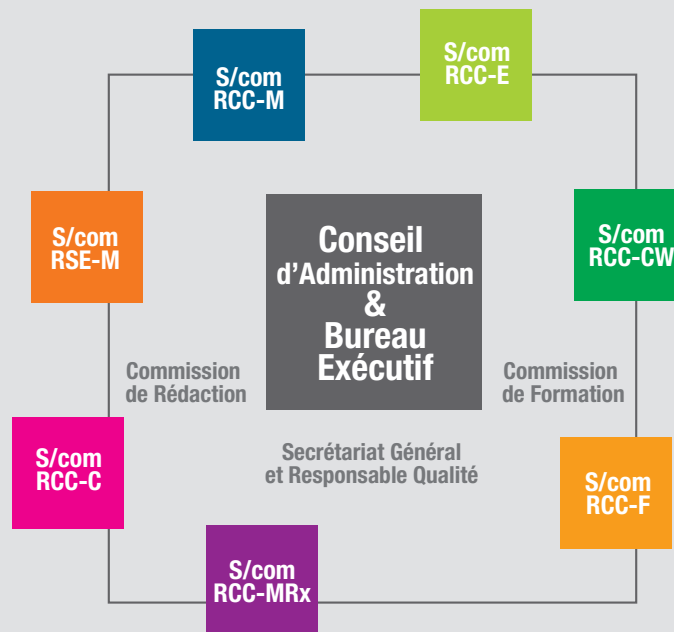 S/com
RCC-M
S/com
RCC-E
S/com
RSE-M
Conseil
d'Administration
&
Bureau
Exécutif
S/com
RCC-CW
Commission
de Rédaction
Commission
de Formation
S/com
RCC-C
Secrétariat Général
et Responsable Qualité
S/com
RCC-F
S/com
RCC-MRx